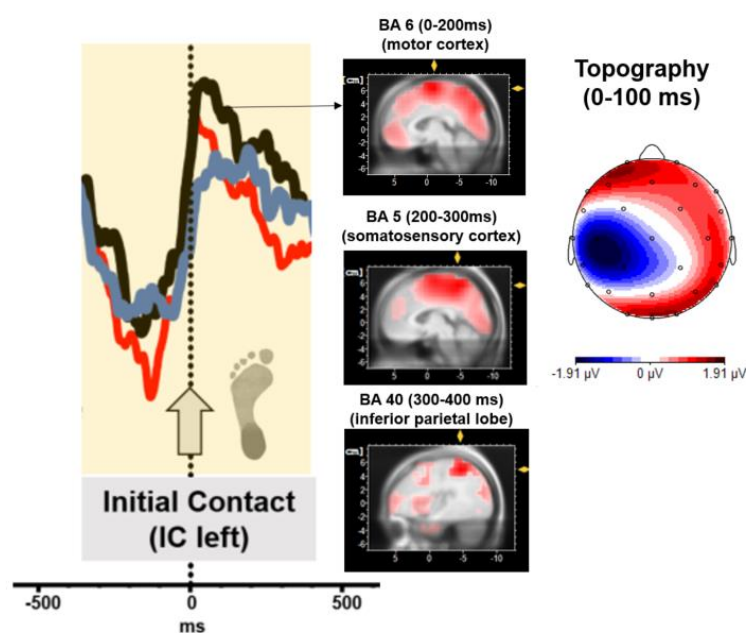 BA 6 (0-200ms)
(motor cortex)
[cm]
6
4
2
0
-2
-4
-6
5
0
-5
-10
Topography
(0-100 ms)
BA 5 (200-300ms)
(somatosensory cortex)
[cm]
6
4
2
0
-2
-4
-6
5
0
-5
-10
-1.91 µV
0 µV
1.91 µV
BA 40 (300-400 ms)
(inferior parietal lobe)
[cm]
6
4
2
0
-2
-4
-6
5
0
-5
-10
Initial Contact
(IC left)
-500
0
500
ms